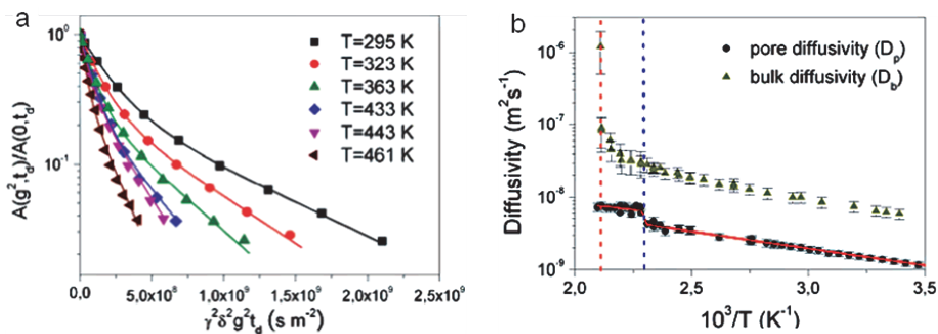 a
A(g²,t_d)/A(0,t_d)
10⁰
10⁻¹
T=295 K
T=323 K
T=363 K
T=433 K
T=443 K
T=461 K
0,0 5,0x10⁸ 1,0x10⁹ 1,5x10⁹ 2,0x10⁹ 2,5x10⁹
γ²δ²g²t_d (s m⁻²)
b
Diffusivity (m²s⁻¹)
10⁻⁶
10⁻⁷
10⁻⁸
10⁻⁹
pore diffusivity (D_p)
bulk diffusivity (D_b)
2,0 2,5 3,0 3,5
10³/T (K⁻¹)